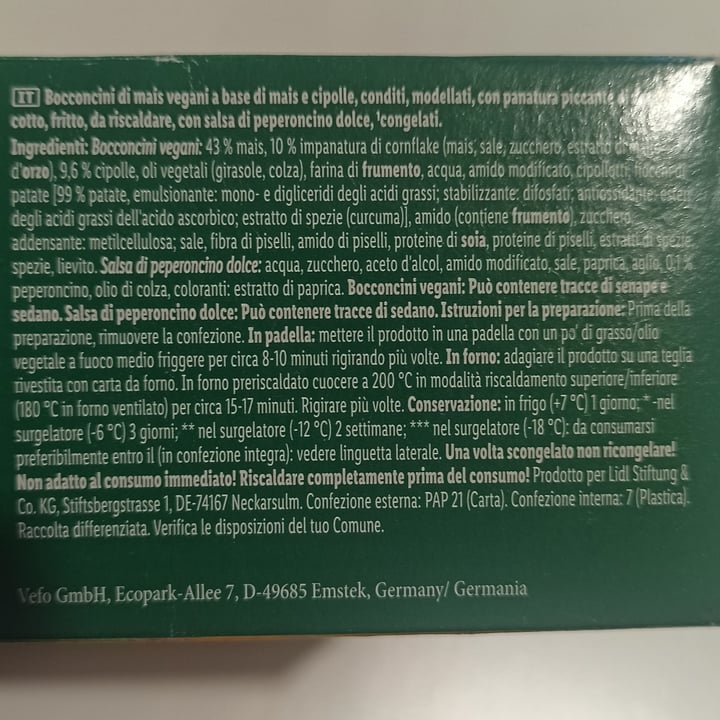 IT Bocconcini di mais vegani a base di mais e cipolle, conditi, modellati, con panatura piccante
cotto, fritto, da riscaldare, con salsa di peperoncino dolce, ¹congelati.
Ingredienti: Bocconcini vegani: 43 % mais, 10 % impanatura di cornflake (mais, sale, zucchero, estratto di malto
d'orzo), 9,6 % cipolle, oli vegetali (girasole, colza), farina di frumento, acqua, amido modificato, cipollotti, fiocchi di
patate [99 % patate, emulsionante: mono- e digliceridi degli acidi grassi; stabilizzante: difosfati, antiossidante: esteri
degli acidi grassi dell'acido ascorbico; estratto di spezie (curcuma)], amido (contiene frumento), zucchero,
addensante: metilcellulosa; sale, fibra di piselli, amido di piselli, proteine di soia, proteine di piselli, estratti di spezie,
spezie, lievito. Salsa di peperoncino dolce: acqua, zucchero, aceto d'alcol, amido modificato, sale, paprica, aglio, 0,1 %
peperoncino, olio di colza, coloranti: estratto di paprica. Bocconcini vegani: Può contenere tracce di senape e
sedano. Salsa di peperoncino dolce: Può contenere tracce di sedano. Istruzioni per la preparazione: Prima della
preparazione, rimuovere la confezione. In padella: mettere il prodotto in una padella con un po' di grasso/olio
vegetale a fuoco medio friggere per circa 8-10 minuti rigirando più volte. In forno: adagiare il prodotto su una teglia
rivestita con carta da forno. In forno preriscaldato cuocere a 200 °C in modalità riscaldamento superiore/inferiore
(180 °C in forno ventilato) per circa 15-17 minuti. Rigirare più volte. Conservazione: in frigo (+7 °C) 1 giorno; * -nel
surgelatore (-6 °C) 3 giorni; ** nel surgelatore (-12 °C) 2 settimane; *** nel surgelatore (-18 °C): da consumarsi
preferibilmente entro il (in confezione integra): vedere linguetta laterale. Una volta scongelato non ricongelare!
Non adatto al consumo immediato! Riscaldare completamente prima del consumo! Prodotto per Lidl Stiftung &
Co. KG, Stiftsbergstrasse 1, DE-74167 Neckarsulm. Confezione esterna: PAP 21 (Carta). Confezione interna: 7 (Plastica).
Raccolta differenziata. Verifica le disposizioni del tuo Comune.
Vefo GmbH, Ecopark-Allee 7, D-49685 Emstek, Germany/ Germania